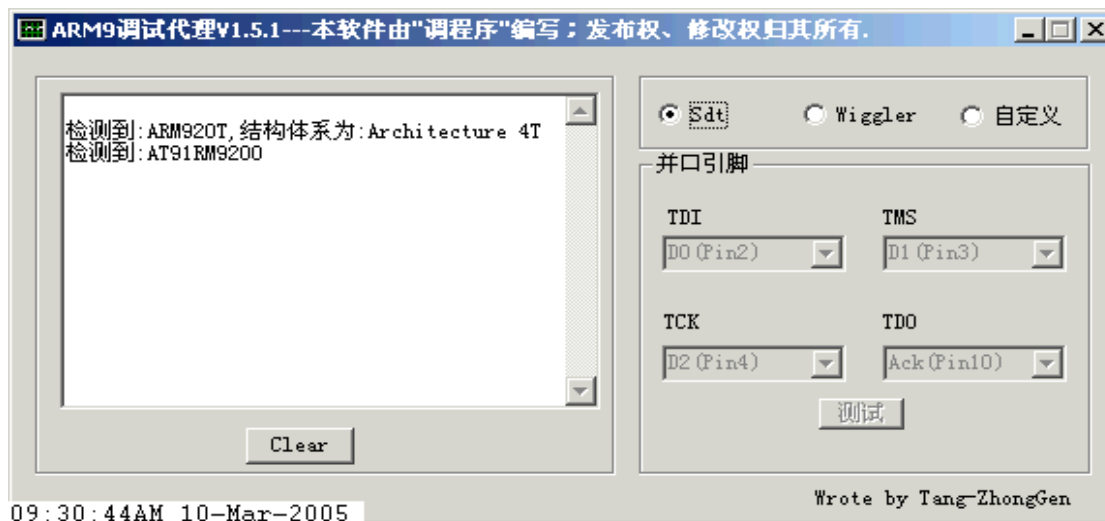 ARM9调试代理V1.5.1---本软件由"调程序"编写；发布权、修改权归其所有.
检测到:ARM920T,结构体系为:Architecture 4T
检测到:AT91RM9200
Clear
Sdt Wiggler 自定义
并口引脚
TDI TMS
D0(Pin2) D1(Pin3)
TCK TDO
D2(Pin4) Ack(Pin10)
测试
Wrote by Tang-ZhongGen
09:30:44AM 10-Mar-2005